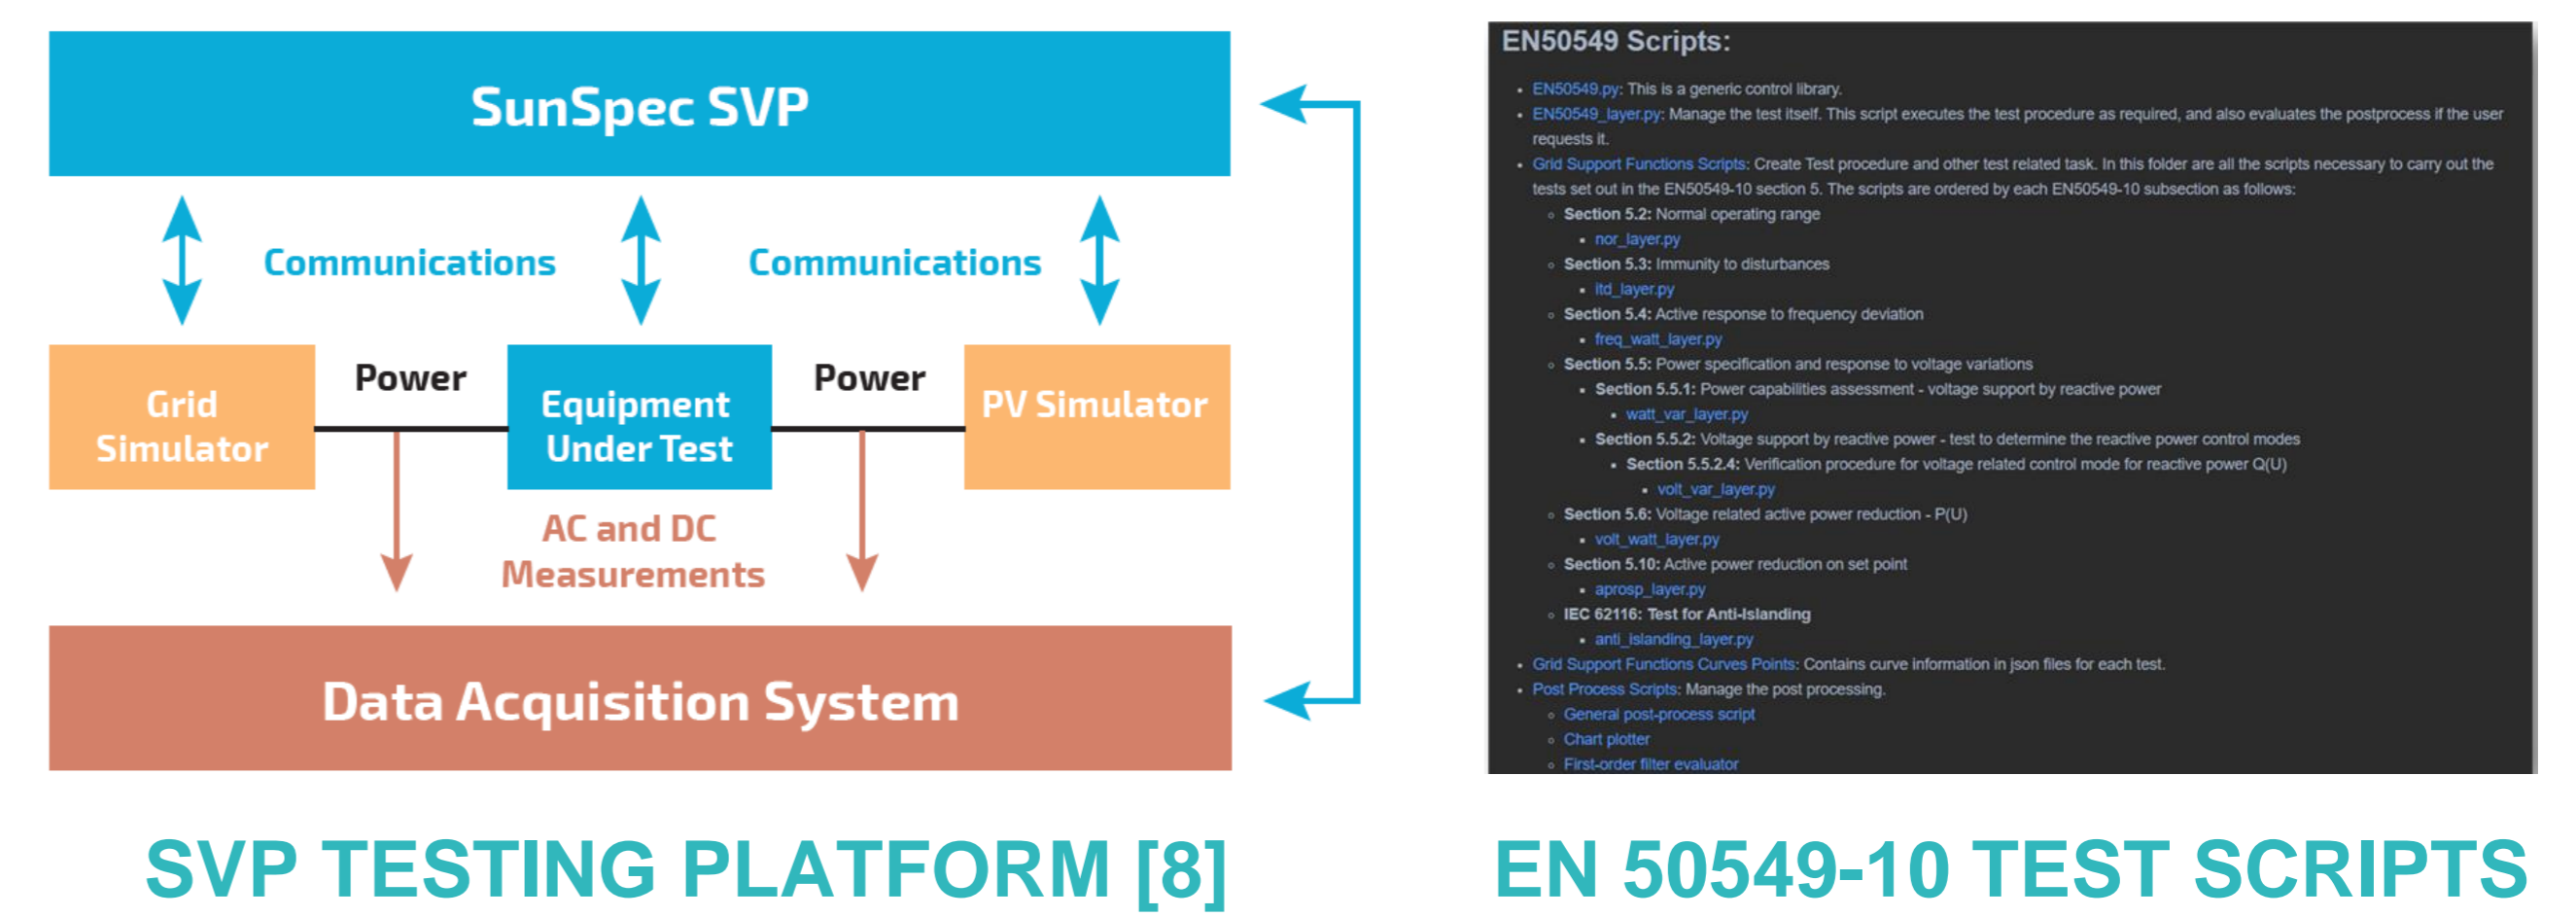 SunSpec SVP
Communications
Communications
Grid
Simulator
Power
Equipment
Under Test
Power
PV Simulator
AC and DC
Measurements
Data Acquisition System
SVP TESTING PLATFORM [8]
EN50549 Scripts:
EN50549.py: This is a generic control library.
EN50549_layer.py: Manage the test itself. This script executes the test procedure as required, and also evaluates the postprocess if the user
requests it.
Grid Support Functions Scripts: Create Test procedure and other test related task. In this folder are all the scripts necessary to carry out the
tests set out in the EN50549-10 section 5. The scripts are ordered by each EN50549-10 subsection as follows:
Section 5.2: Normal operating range
nor_layer.py
Section 5.3: Immunity to disturbances
itd_layer.py
Section 5.4: Active response to frequency deviation
freq_watt_layer.py
Section 5.5: Power specification and response to voltage variations
Section 5.5.1: Power capabilities assessment - voltage support by reactive power
watt_var_layer.py
Section 5.5.2: Voltage support by reactive power - test to determine the reactive power control modes
Section 5.5.2.4: Verification procedure for voltage related control mode for reactive power Q(U)
volt_var_layer.py
Section 5.6: Voltage related active power reduction - P(U)
volt_watt_layer.py
Section 5.10: Active power reduction on set point
aprosp_layer.py
IEC 62116: Test for Anti-Islanding
anti_islanding_layer.py
Grid Support Functions Curves Points: Contains curve information in json files for each test.
Post Process Scripts: Manage the post processing.
General post-process script
Chart plotter
First-order filter evaluator
EN 50549-10 TEST SCRIPTS